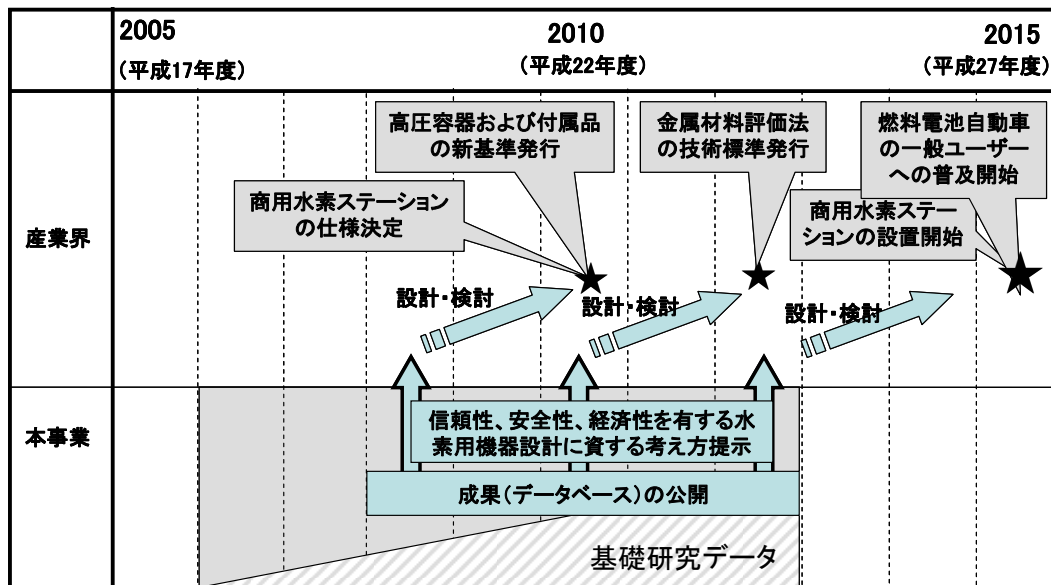 2005
(平成17年度)
2010
(平成22年度)
2015
(平成27年度)
産業界
高圧容器および付属品
の新基準発行
金属材料評価法
の技術標準発行
燃料電池自動車
の一般ユーザー
への普及開始
商用水素ステーション
の仕様決定
商用水素ステー
ションの設置開始
設計・検討
設計・検討
設計・検討
本事業
信頼性、安全性、経済性を有する水
素用機器設計に資する考え方提示
成果(データベース)の公開
基礎研究データ